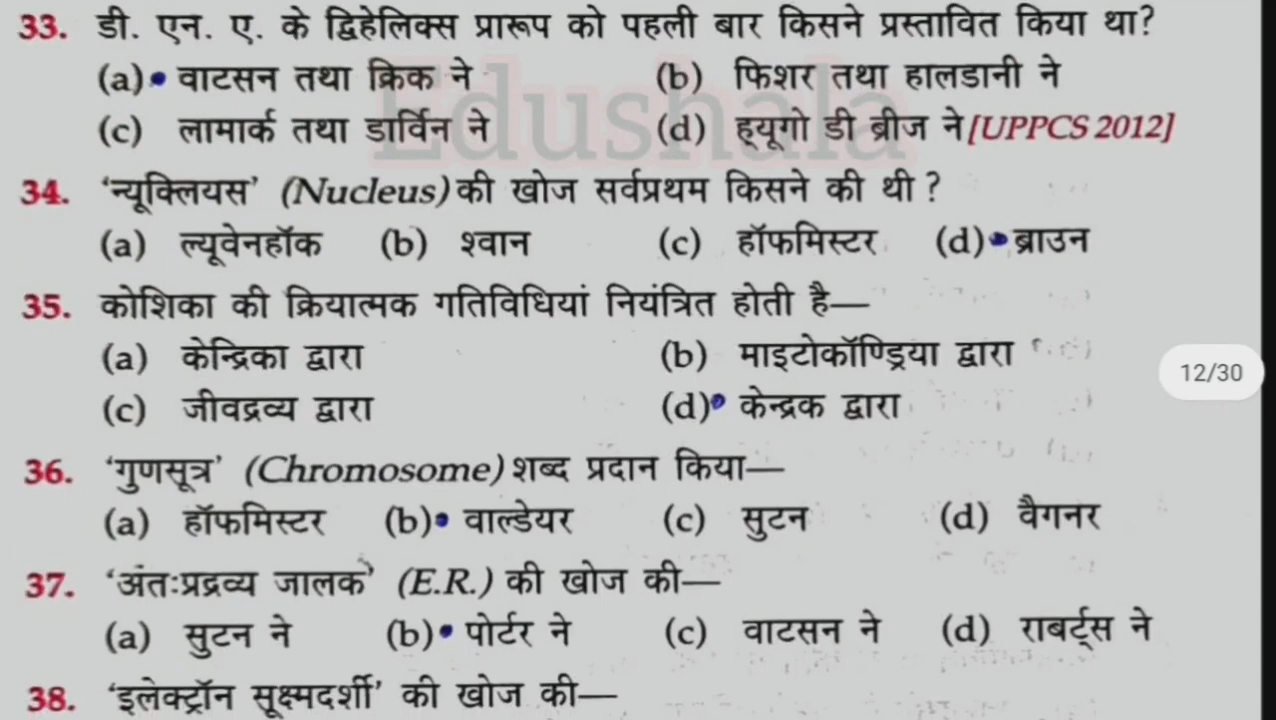 33. डी. एन. ए. के द्विहेलिक्स प्रारूप को पहली बार किसने प्रस्तावित किया था?
(a) वाटसन तथा क्रिक ने (b) फिशर तथा हालडानी ने
(c) लामार्क तथा डार्विन ने (d) ह्यूगो डी ब्रीज ने [UPPCS 2012]
Edushala
34. ‘न्यूक्लियस’ (Nucleus) की खोज सर्वप्रथम किसने की थी ?
(a) ल्यूवेनहॉक (b) श्वान (c) हॉफमिस्टर (d) ब्राउन
35. कोशिका की क्रियात्मक गतिविधियां नियंत्रित होती है—
(a) केन्द्रिका द्वारा (b) माइटोकॉण्ड्रिया द्वारा
12/30
(c) जीवद्रव्य द्वारा (d) केन्द्रक द्वारा
36. ‘गुणसूत्र’ (Chromosome) शब्द प्रदान किया—
(a) हॉफमिस्टर (b) वाल्डेयर (c) सुटन (d) वैगनर
37. ‘अंतःप्रद्रव्य जालक’ (E.R.) की खोज की—
(a) सुटन ने (b) पोर्टर ने (c) वाटसन ने (d) राबर्ट्स ने
38. ‘इलेक्ट्रॉन सूक्ष्मदर्शी’ की खोज की—